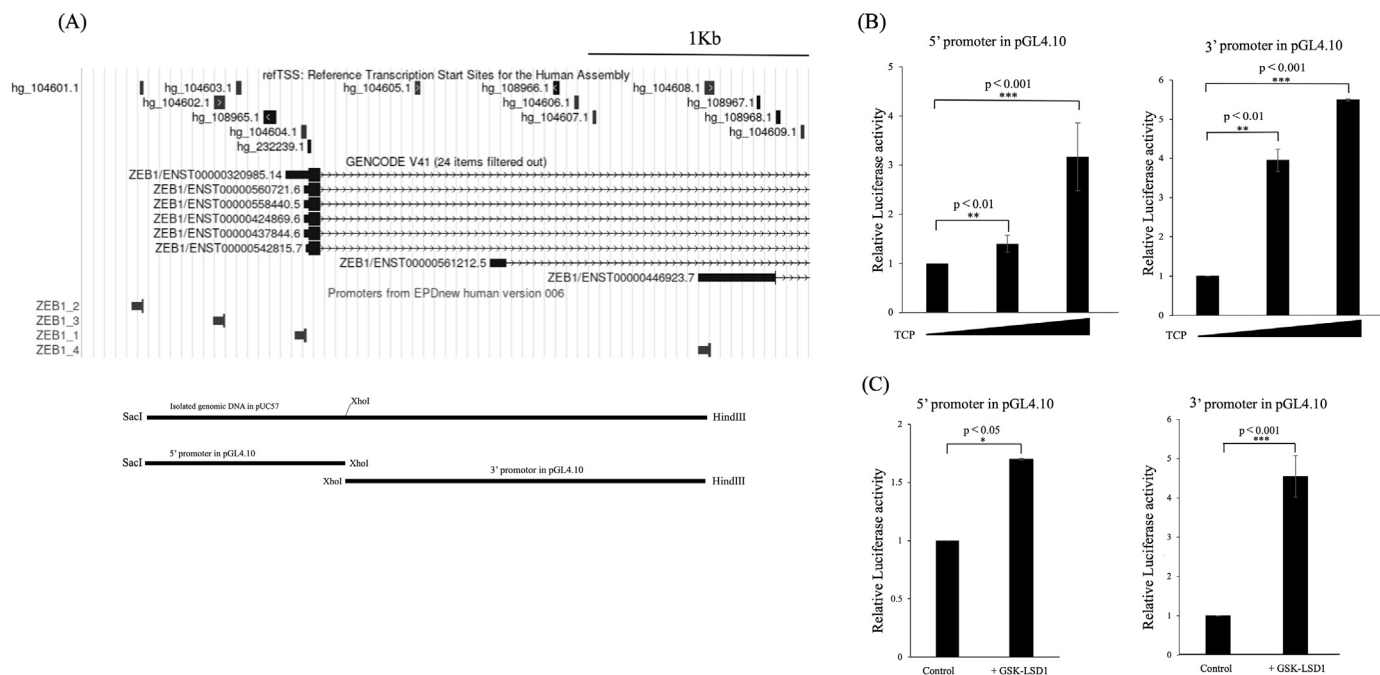 (A)
1Kb
refTSS: Reference Transcription Start Sites for the Human Assembly
hg_104601.1
hg_104603.1
hg_104605.1
hg_108966.1
hg_104608.1
hg_104602.1
hg_104606.1
hg_108967.1
hg_108965.1
hg_104607.1
hg_108968.1
hg_104604.1
hg_104609.1
hg_232239.1
GENCODE V41 (24 items filtered out)
ZEB1/ENST00000320985.14
ZEB1/ENST00000560721.6
ZEB1/ENST00000558440.5
ZEB1/ENST00000424869.6
ZEB1/ENST00000437844.6
ZEB1/ENST00000542815.7
ZEB1/ENST00000561212.5
ZEB1/ENST00000446923.7
Promoters from EPDnew human version 006
ZEB1_2
ZEB1_3
ZEB1_1
ZEB1_4
XhoI
SacI Isolated genomic DNA in pUC57 HindIII
SacI 5' promoter in pGL4.10 XhoI
XhoI 3' promotor in pGL4.10 HindIII
(B)
5' promoter in pGL4.10
Relative Luciferase activity
5
4
3
2
1
0
p < 0.001
***
p < 0.01
**
TCP
3' promoter in pGL4.10
Relative Luciferase activity
6
5
4
3
2
1
0
p < 0.001
***
p < 0.01
**
TCP
(C)
5' promoter in pGL4.10
Relative Luciferase activity
2
1.5
1
0.5
0
p < 0.05
*
Control
+ GSK-LSD1
3' promoter in pGL4.10
Relative Luciferase activity
6
5
4
3
2
1
0
p < 0.001
***
Control
+ GSK-LSD1